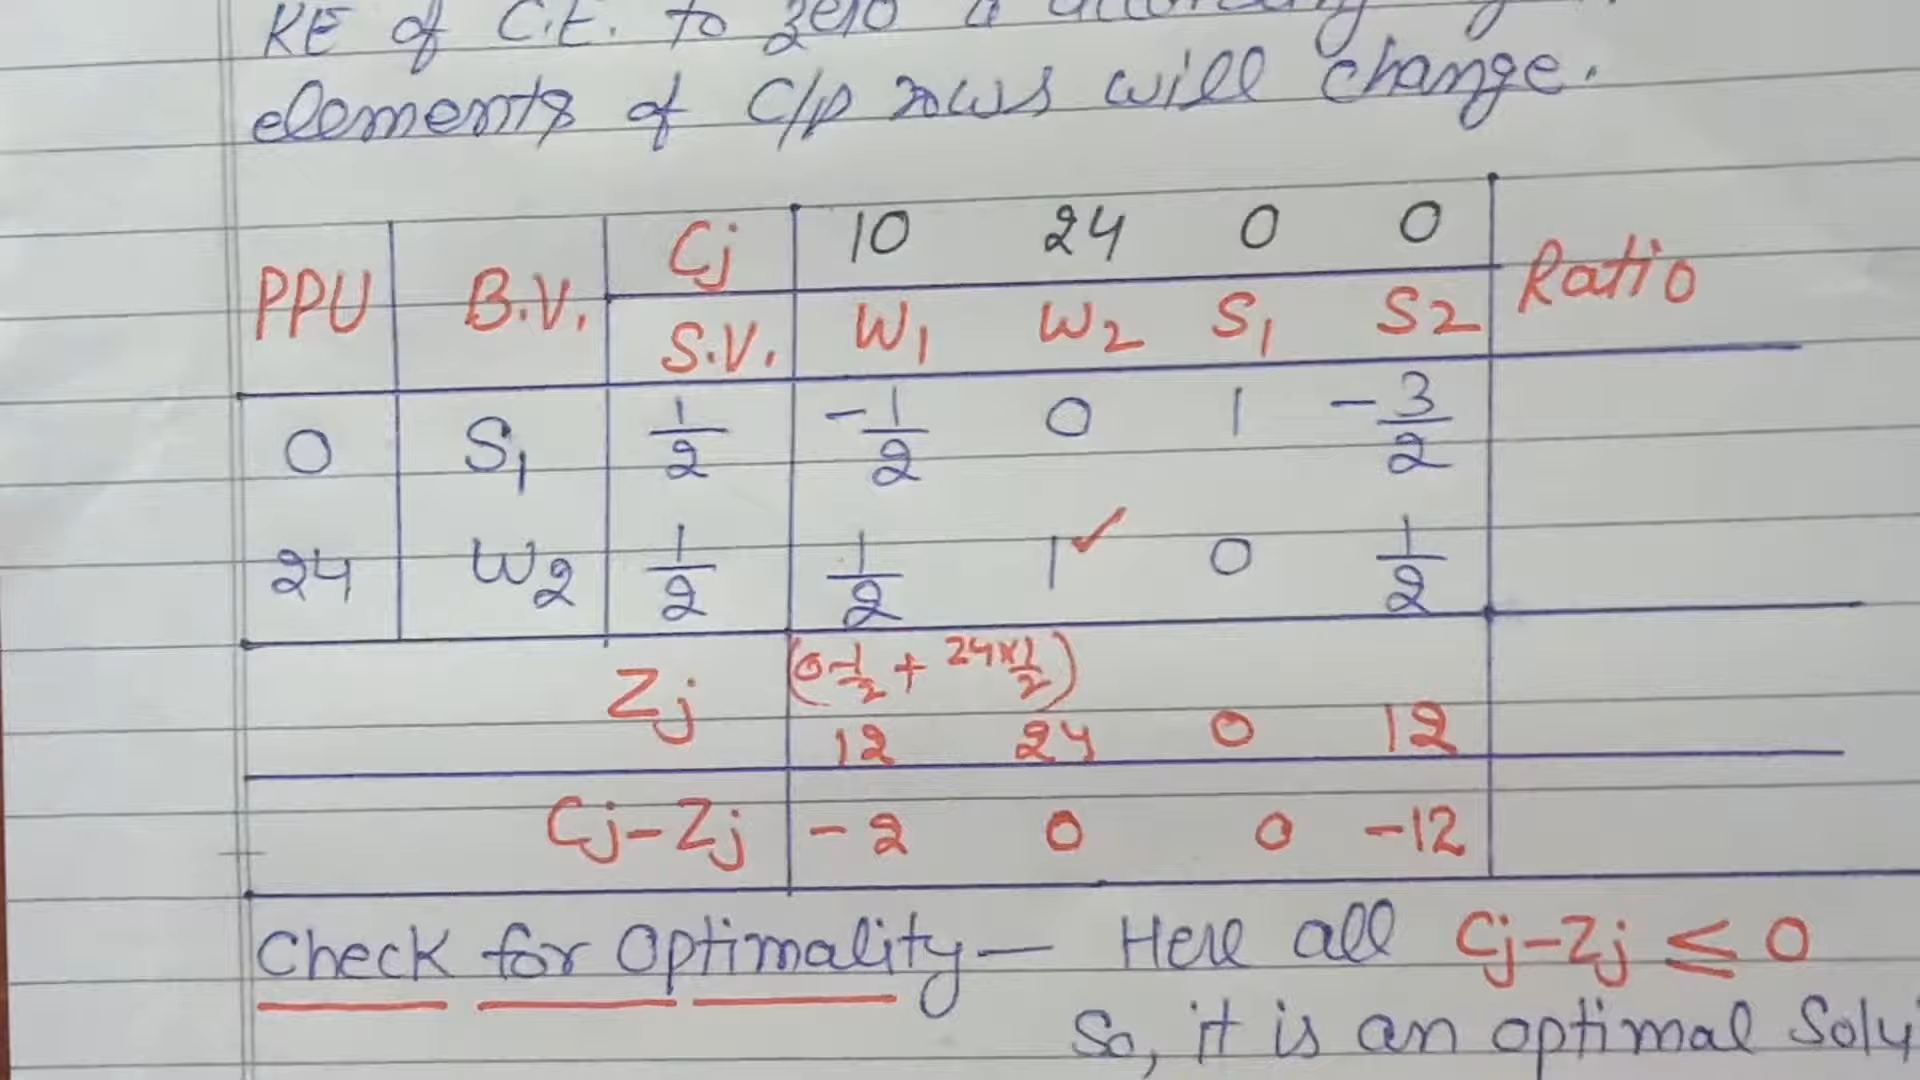 KE of C.E. to zero
elements of C/p rows will change.
Cj 10 24 0 0
PPU B.V. S.V. W1 W2 S1 S2 Ratio
0 S1 1/2 -1/2 0 1 -3/2
24 W2 1/2 1/2 1✓ 0 1/2
(0-1/2 + 24×1/2)
Zj 12 24 0 12
Cj-Zj -2 0 0 -12
Check for Optimality — Here all Cj-Zj ≤ 0
So, it is an optimal